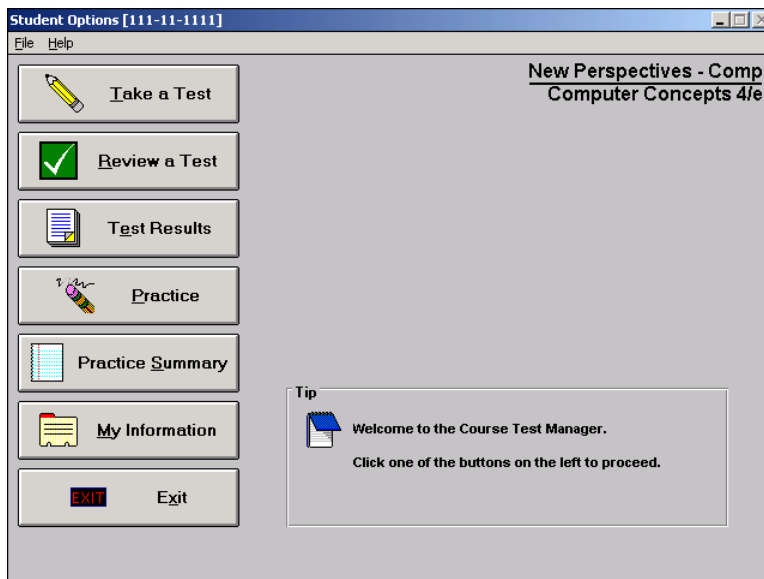 Student Options [111-11-1111]
File Help
New Perspectives - Comp
Computer Concepts 4/e
Take a Test
Review a Test
Test Results
Practice
Practice Summary
My Information
EXIT Exit
Tip
Welcome to the Course Test Manager.
Click one of the buttons on the left to proceed.